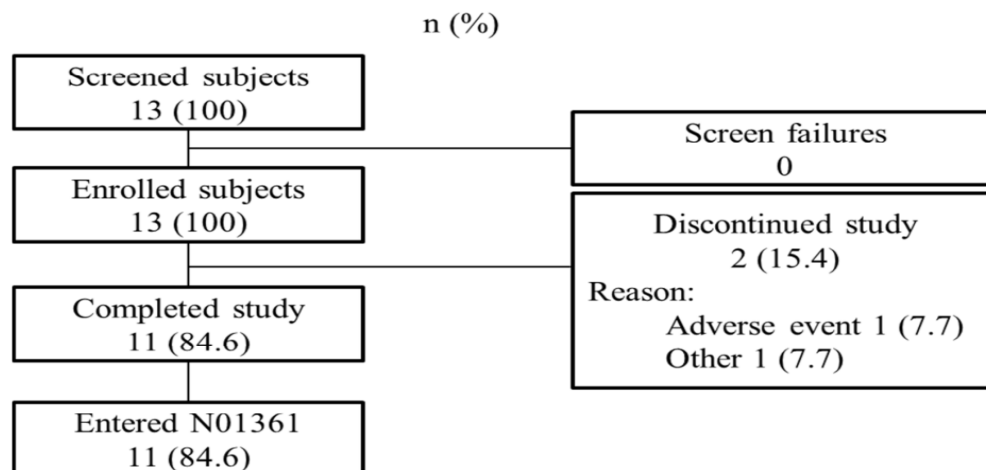 n (%)
Screened subjects
13 (100)
Screen failures
0
Enrolled subjects
13 (100)
Discontinued study
2 (15.4)
Reason:
Adverse event 1 (7.7)
Other 1 (7.7)
Completed study
11 (84.6)
Entered N01361
11 (84.6)